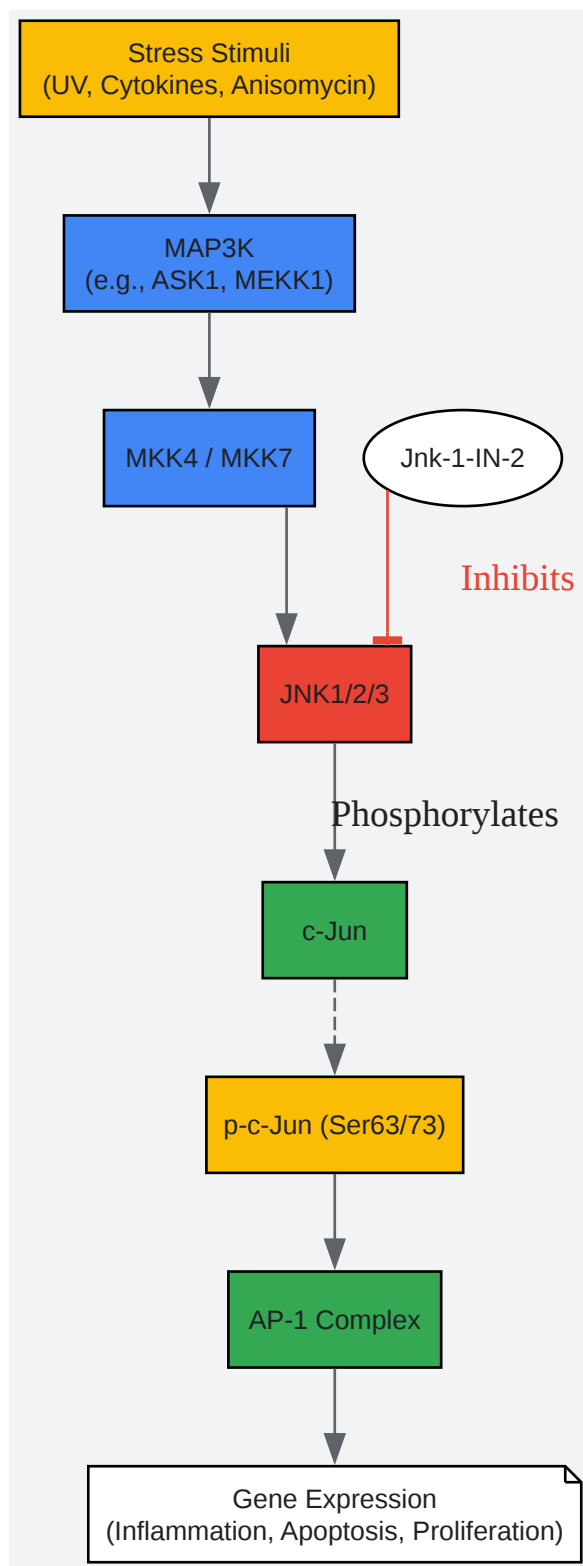 Stress Stimuli
(UV, Cytokines, Anisomycin)
MAP3K
(e.g., ASK1, MEKK1)
MKK4 / MKK7
Jnk-1-IN-2
Inhibits
JNK1/2/3
Phosphorylates
c-Jun
p-c-Jun (Ser63/73)
AP-1 Complex
Gene Expression
(Inflammation, Apoptosis, Proliferation)